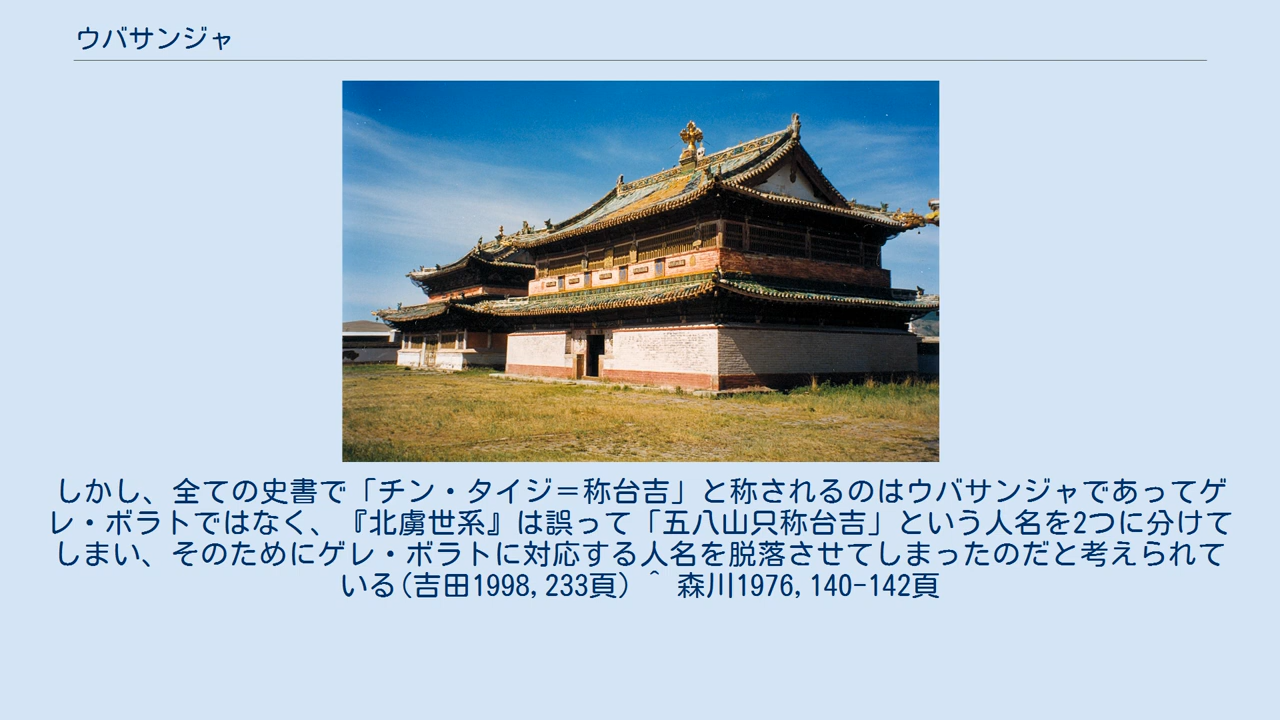 ウバサンジャ
しかし、全ての史書で「チン・タイジ＝称台吉」と称されるのはウバサンジャであってゲ
レ・ボラトではなく、『北虜世系』は誤って「五八山只称台吉」という人名を2つに分けて
しまい、そのためにゲレ・ボラトに対応する人名を脱落させてしまったのだと考えられて
いる(吉田1998,233頁) ^ 森川1976,140-142頁